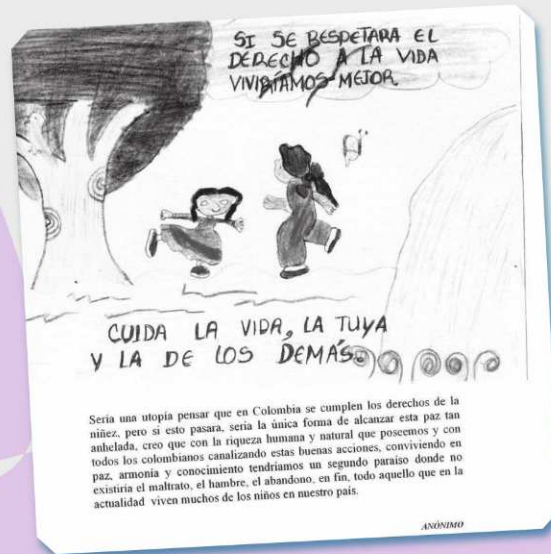 SI SE RESPETARA EL
DERECHO A LA VIDA
VIVIRÍAMOS MEJOR
CUIDA LA VIDA, LA TUYA
Y LA DE LOS DEMÁS.
Sería una utopía pensar que en Colombia se cumplen los derechos de la
niñez, pero si esto pasara, seria la única forma de alcanzar esta paz tan
anhelada, creo que con la riqueza humana y natural que poseemos y con
todos los colombianos canalizando estas buenas acciones, conviviendo en
paz, armonía y conocimiento tendríamos un segundo paraíso donde no
existiría el maltrato, el hambre, el abandono, en fin, todo aquello que en la
actualidad viven muchos de los niños en nuestro país.
ANÓNIMO